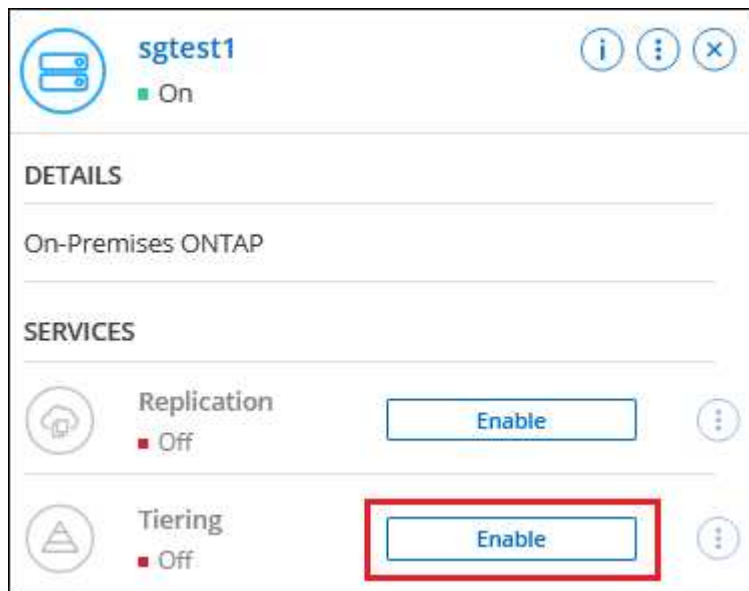 sgtest1
On
DETAILS
On-Premises ONTAP
SERVICES
Replication
Enable
Off
Tiering
Enable
Off